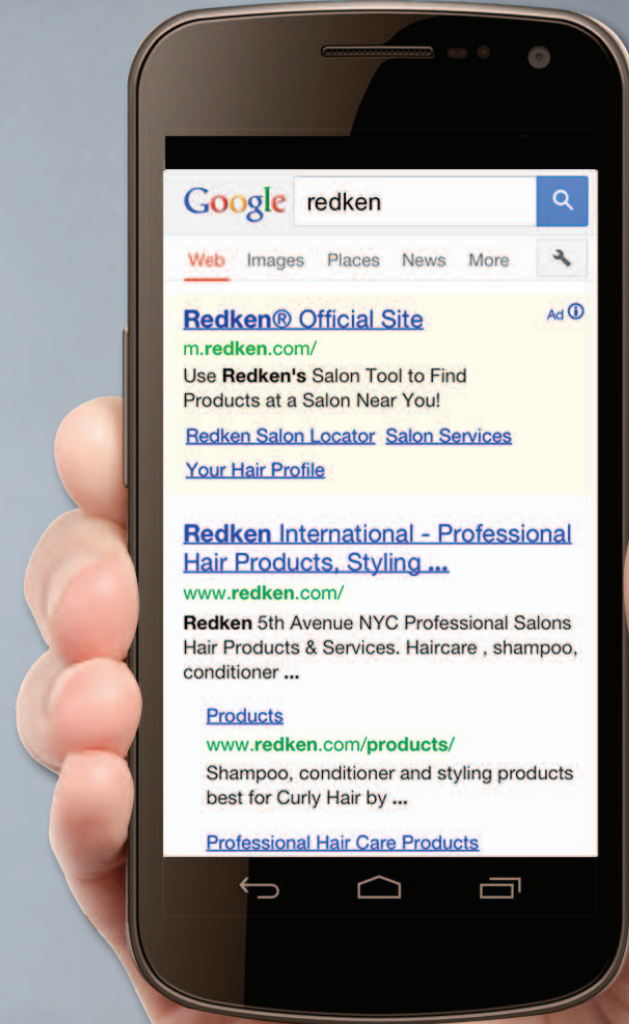 Google redken
Web Images Places News More
Redken® Official Site Ad
m.redken.com/
Use Redken's Salon Tool to Find
Products at a Salon Near You!
Redken Salon Locator Salon Services
Your Hair Profile
Redken International - Professional
Hair Products, Styling ...
www.redken.com/
Redken 5th Avenue NYC Professional Salons
Hair Products & Services. Haircare , shampoo,
conditioner ...
Products
www.redken.com/products/
Shampoo, conditioner and styling products
best for Curly Hair by ...
Professional Hair Care Products